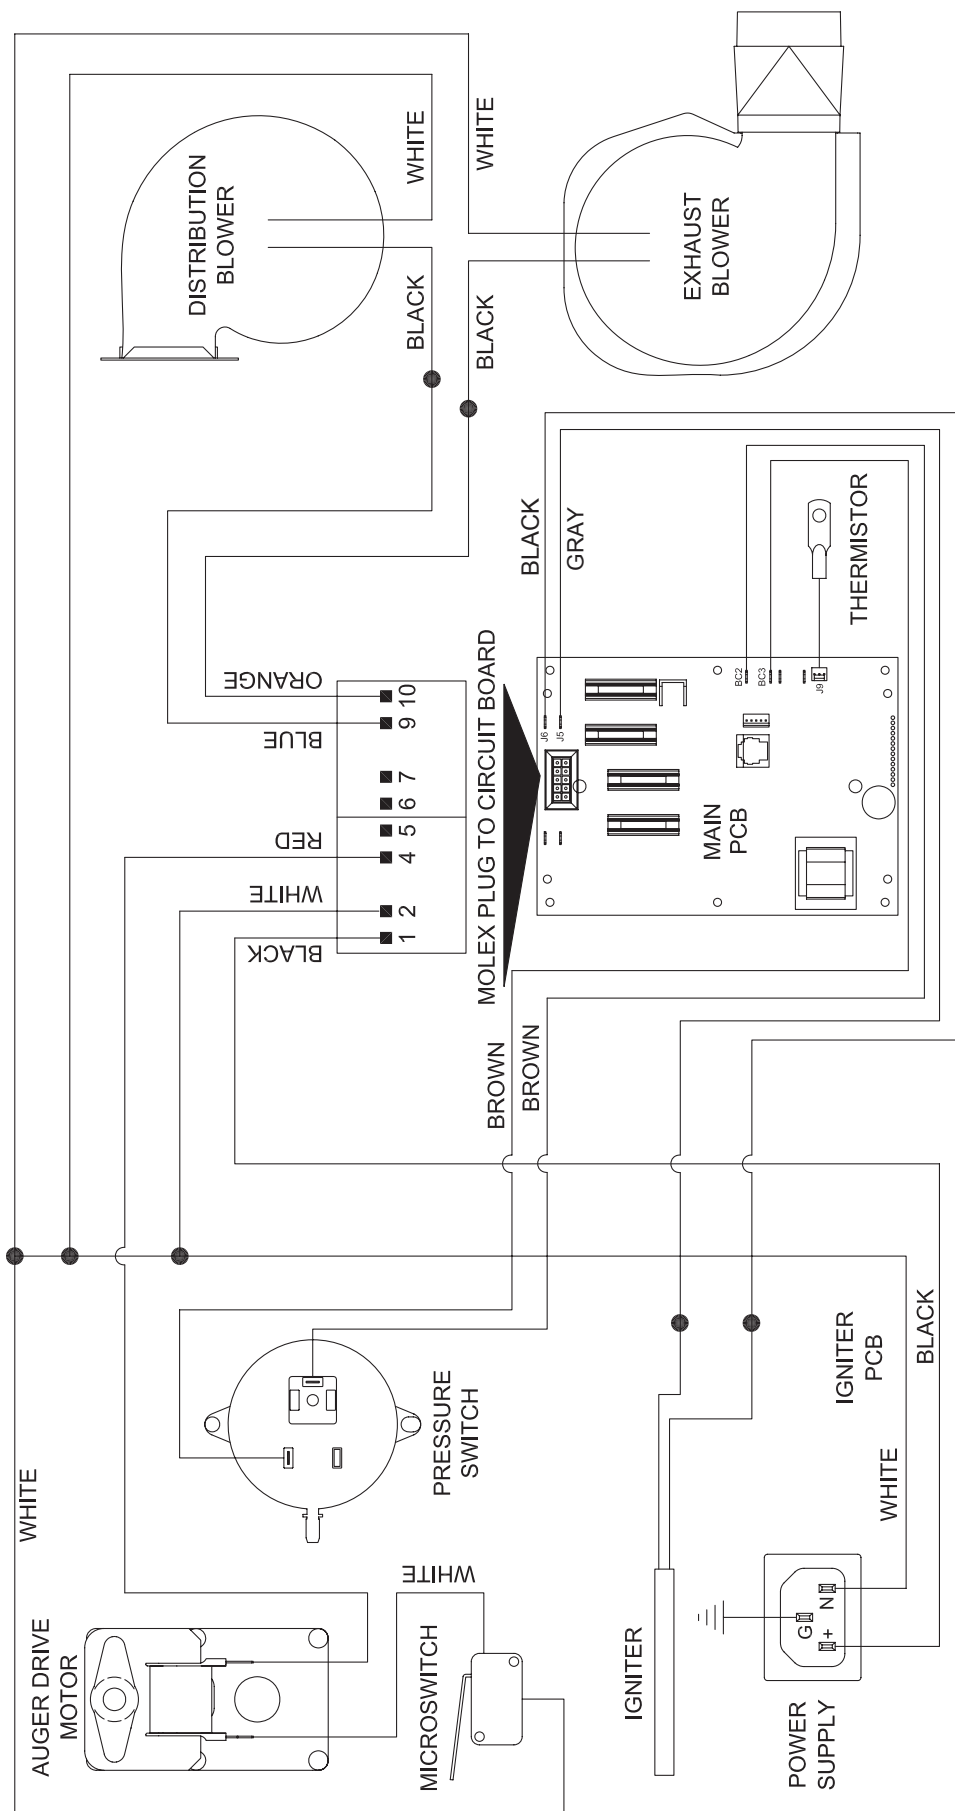 AUGER DRIVE
MOTOR
WHITE
DISTRIBUTION
BLOWER
WHITE
WHITE
BLACK
BLACK
EXHAUST
BLOWER
ORANGE
BLUE
RED
WHITE
BLACK
1
2
4
5
6
7
9
10
MOLEX PLUG TO CIRCUIT BOARD
BLACK
GRAY
J6
J5
BC2
BC3
J9
MAIN
PCB
THERMISTOR
BROWN
BROWN
PRESSURE
SWITCH
WHITE
MICROSWITCH
IGNITER
IGNITER
PCB
WHITE
BLACK
G
N
+
POWER
SUPPLY